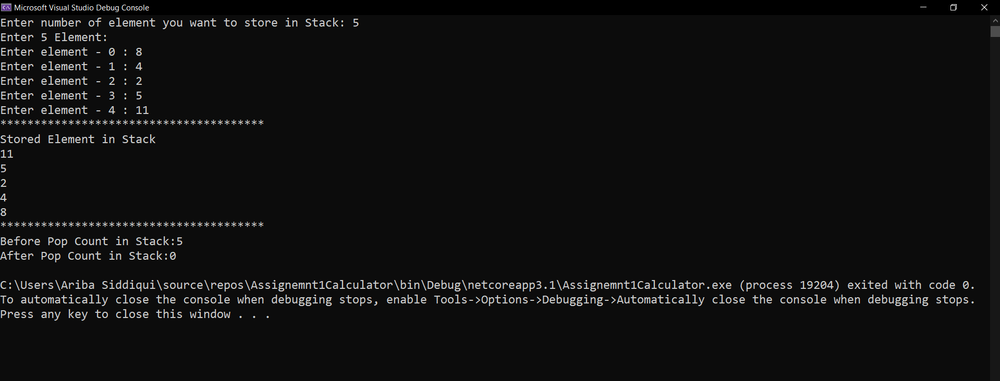 Microsoft Visual Studio Debug Console
Enter number of element you want to store in Stack: 5
Enter 5 Element:
Enter element - 0 : 8
Enter element - 1 : 4
Enter element - 2 : 2
Enter element - 3 : 5
Enter element - 4 : 11
***************************************
Stored Element in Stack
11
5
2
4
8
***************************************
Before Pop Count in Stack:5
After Pop Count in Stack:0
C:\Users\Ariba Siddiqui\source\repos\Assignemnt1Calculator\bin\Debug\netcoreapp3.1\Assignemnt1Calculator.exe (process 19204) exited with code 0.
To automatically close the console when debugging stops, enable Tools->Options->Debugging->Automatically close the console when debugging stops.
Press any key to close this window . . .